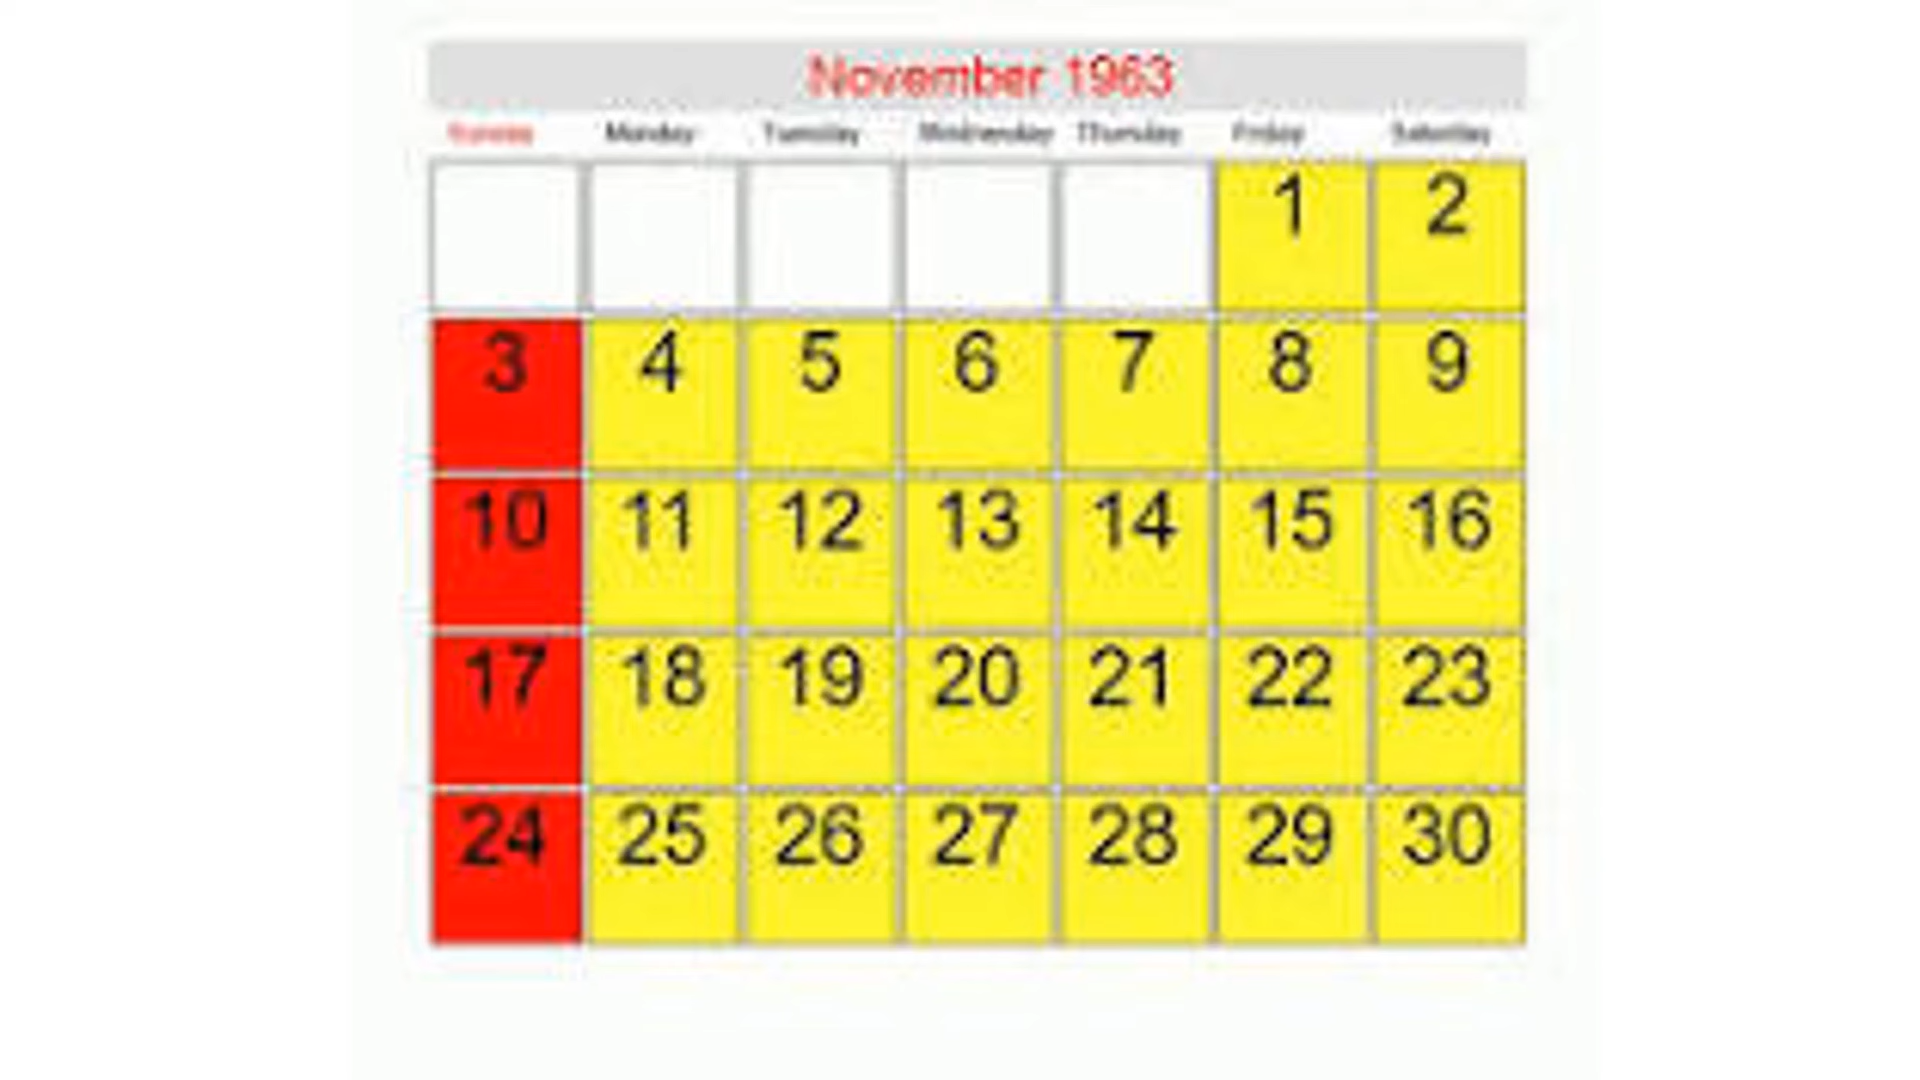 November 1963
Sunday Monday Tuesday Wednesday Thursday Friday Saturday
1 2
3 4 5 6 7 8 9
10 11 12 13 14 15 16
17 18 19 20 21 22 23
24 25 26 27 28 29 30